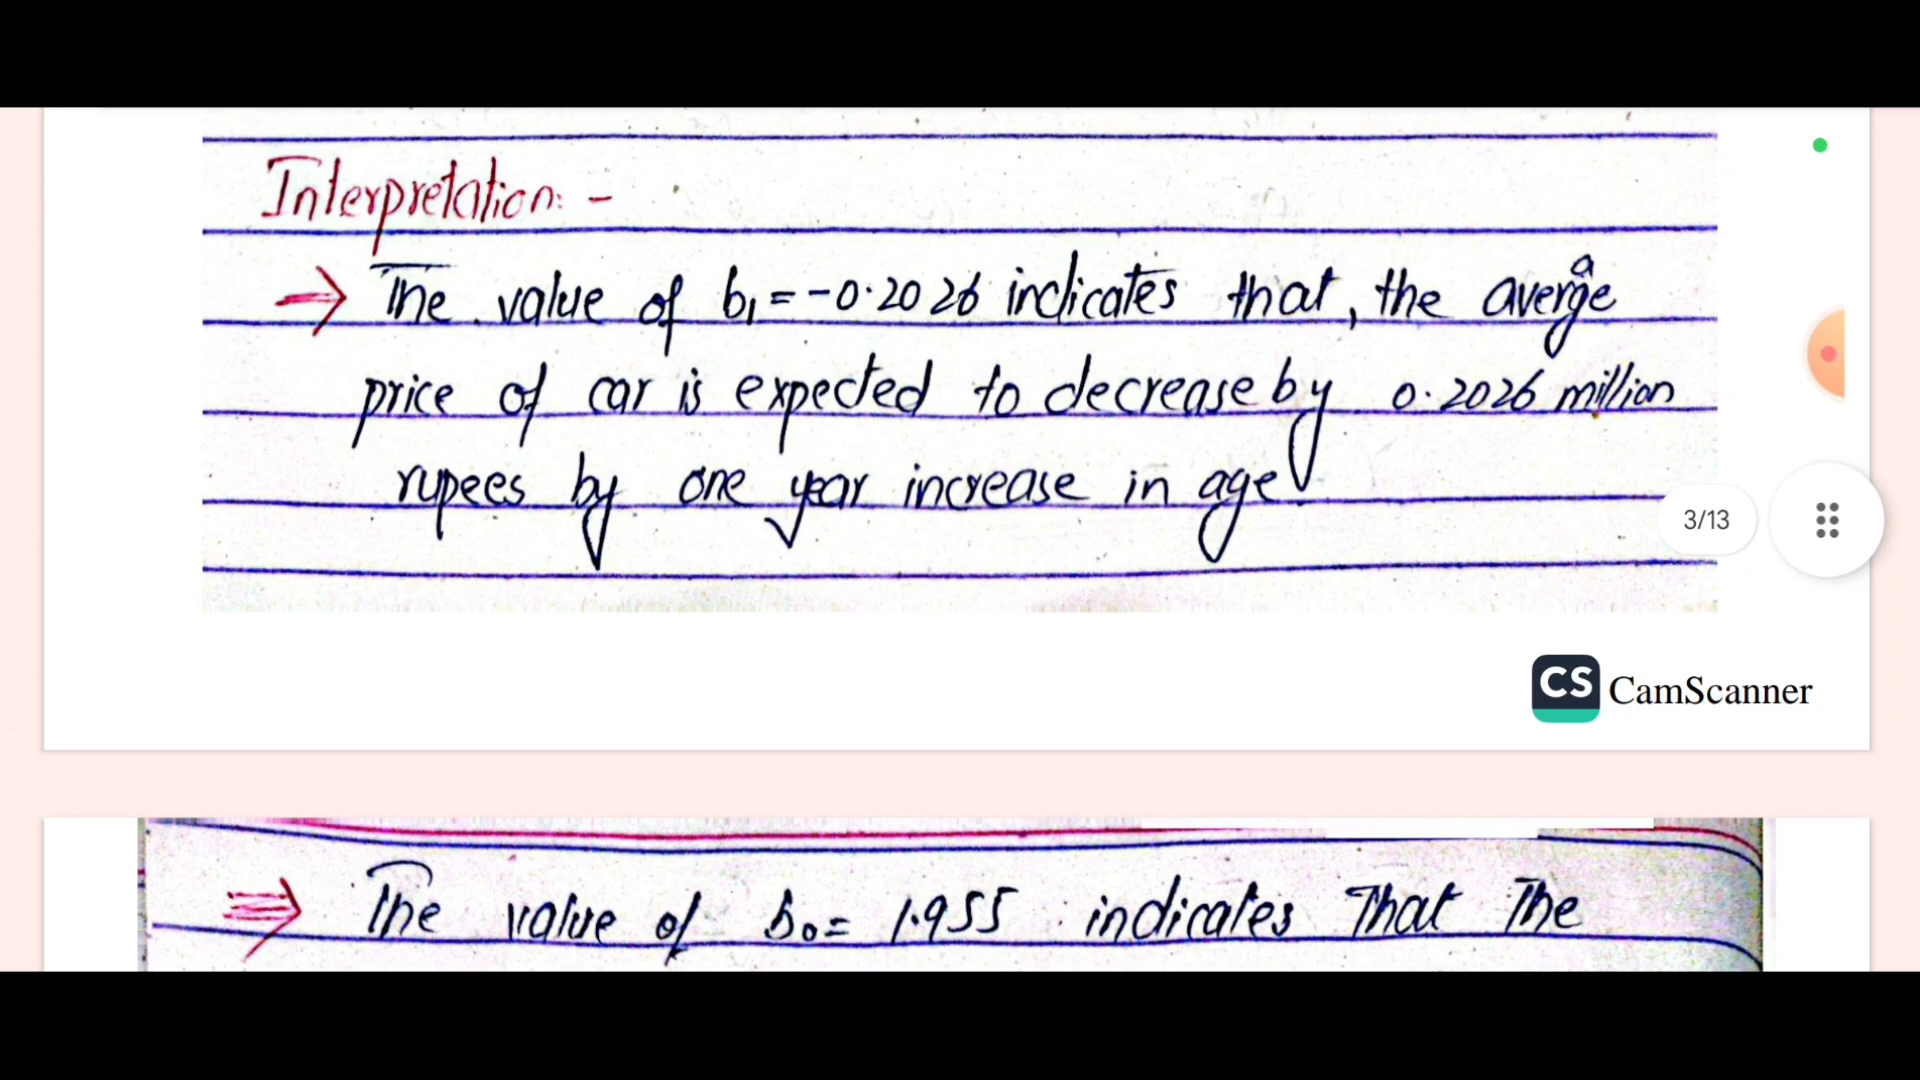 Interpretation: -
⇒ The value of b₁ = -0.2026 indicates that, the average
price of car is expected to decrease by 0.2026 million
rupees by one year increase in age
3/13
CS CamScanner
⇒ The value of b₀ = 1.955 indicates That The